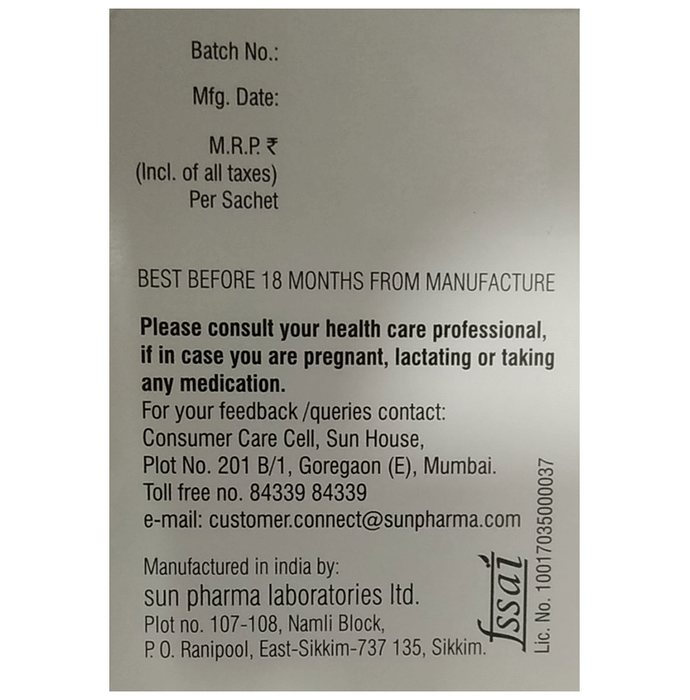 Batch No.:
Mfg. Date:
M.R.P. ₹
(Incl. of all taxes)
Per Sachet
BEST BEFORE 18 MONTHS FROM MANUFACTURE
Please consult your health care professional,
if in case you are pregnant, lactating or taking
any medication.
For your feedback /queries contact:
Consumer Care Cell, Sun House,
Plot No. 201 B/1, Goregaon (E), Mumbai.
Toll free no. 84339 84339
e-mail: customer.connect@sunpharma.com
Manufactured in india by:
sun pharma laboratories ltd.
Plot no. 107-108, Namli Block,
P. O. Ranipool, East-Sikkim-737 135, Sikkim.
fssai
Lic. No. 10017035000037